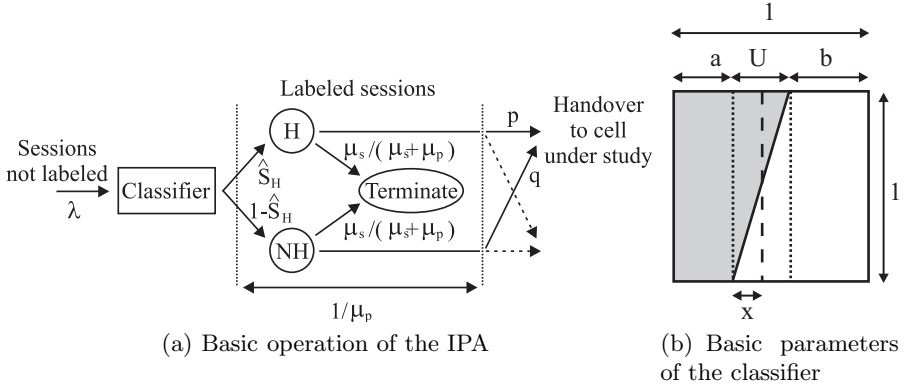 Labeled sessions
Sessions
not labeled
λ
Classifier
Ŝ_H
1-Ŝ_H
H
NH
μ_s/(μ_s+μ_p)
Terminate
μ_s/(μ_s+μ_p)
p
q
Handover
to cell
under study
1/μ_p
(a) Basic operation of the IPA
1
a U b
1
x
(b) Basic parameters
of the classifier